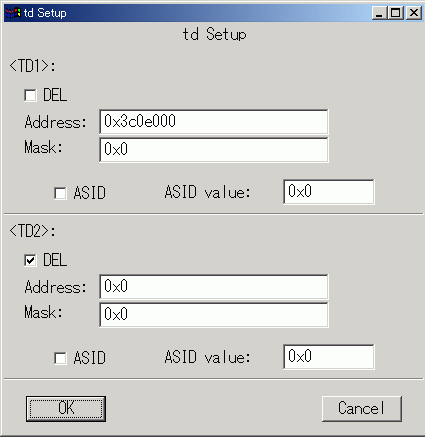 td Setup
td Setup
<TD1>:
DEL
Address: 0x3c0e000
Mask: 0x0
ASID ASID value: 0x0
<TD2>:
DEL
Address: 0x0
Mask: 0x0
ASID ASID value: 0x0
OK Cancel